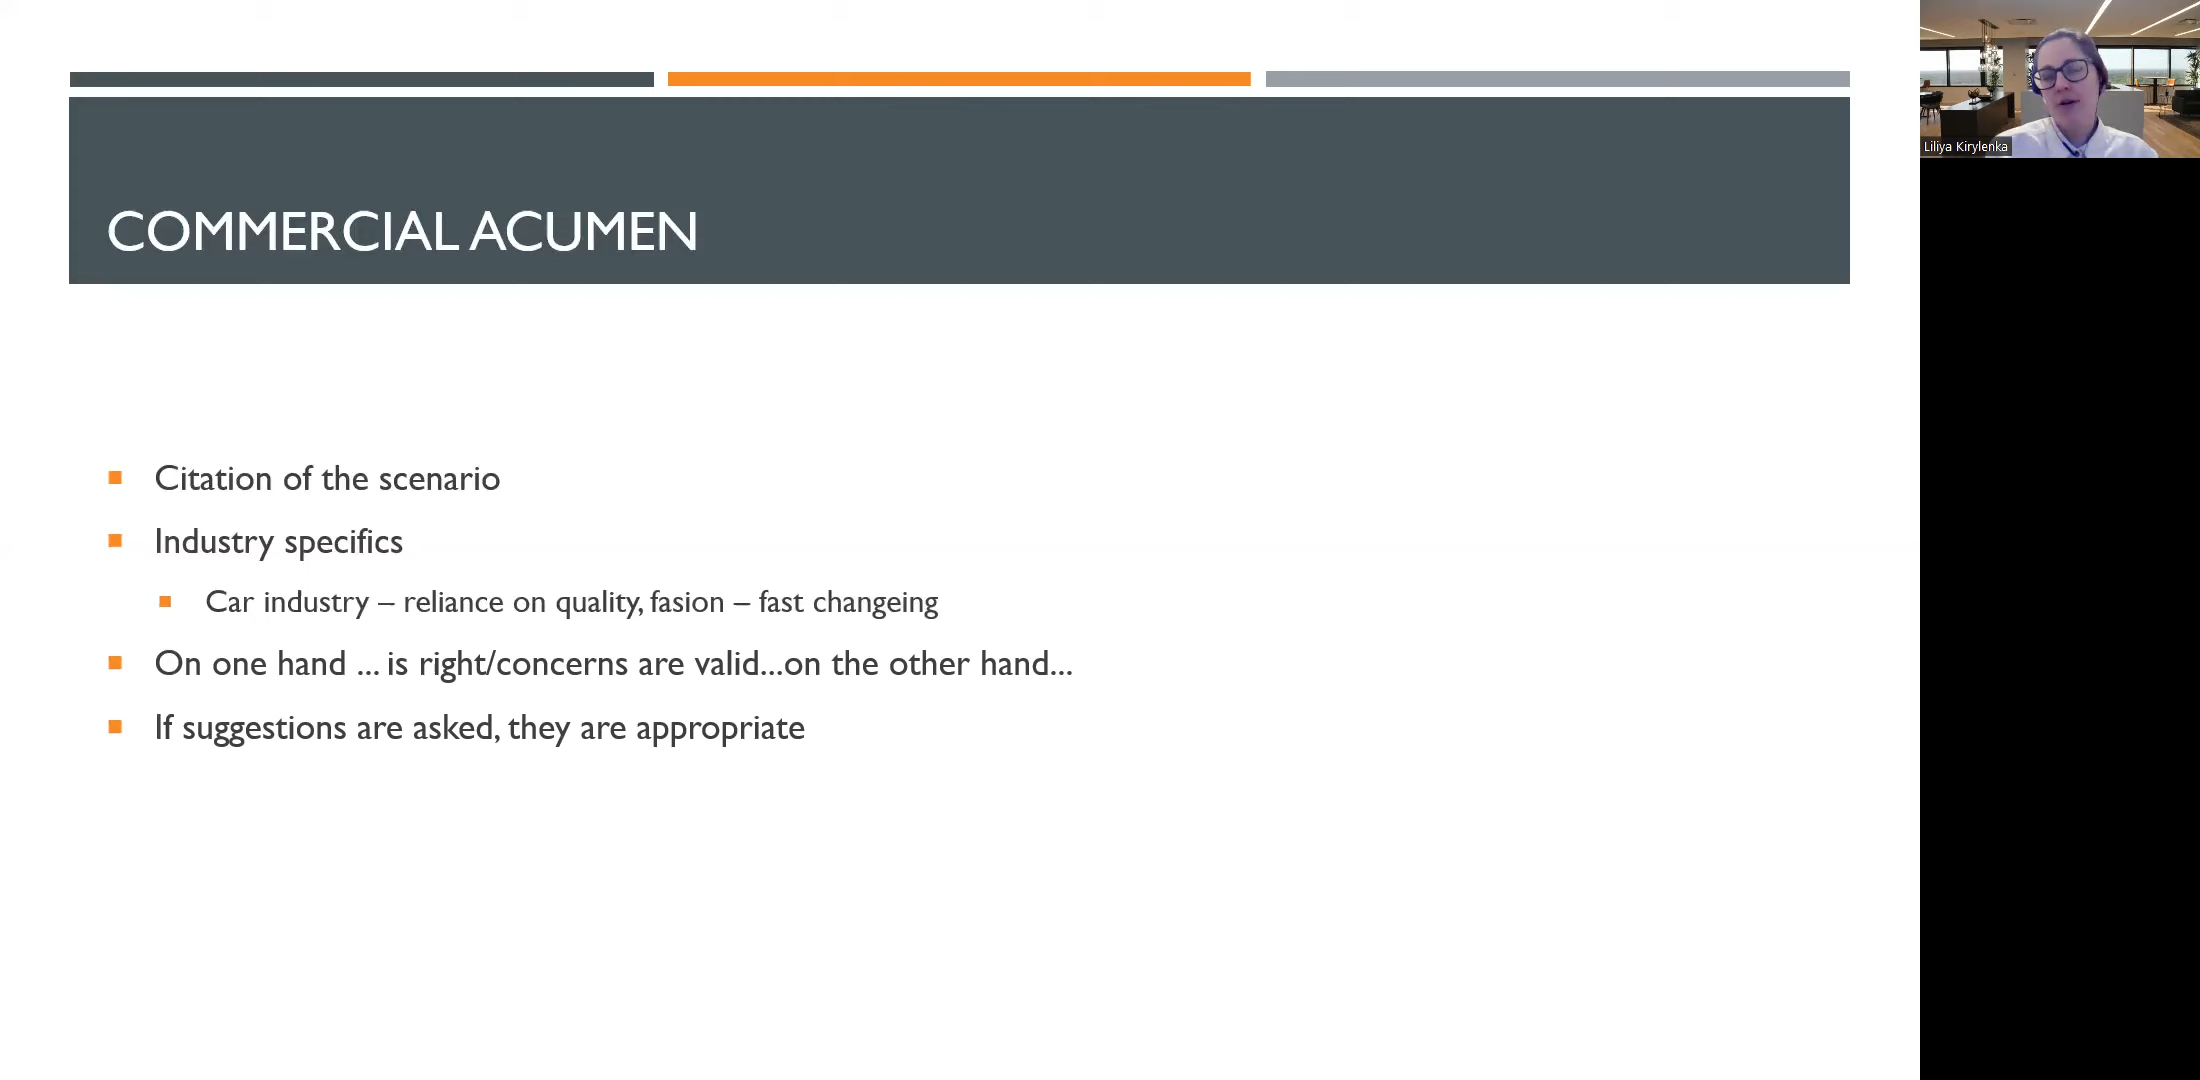 COMMERCIAL ACUMEN
Citation of the scenario
Industry specifics
Car industry – reliance on quality, fasion – fast changeing
On one hand ... is right/concerns are valid...on the other hand...
If suggestions are asked, they are appropriate
Liliya Kirylenka